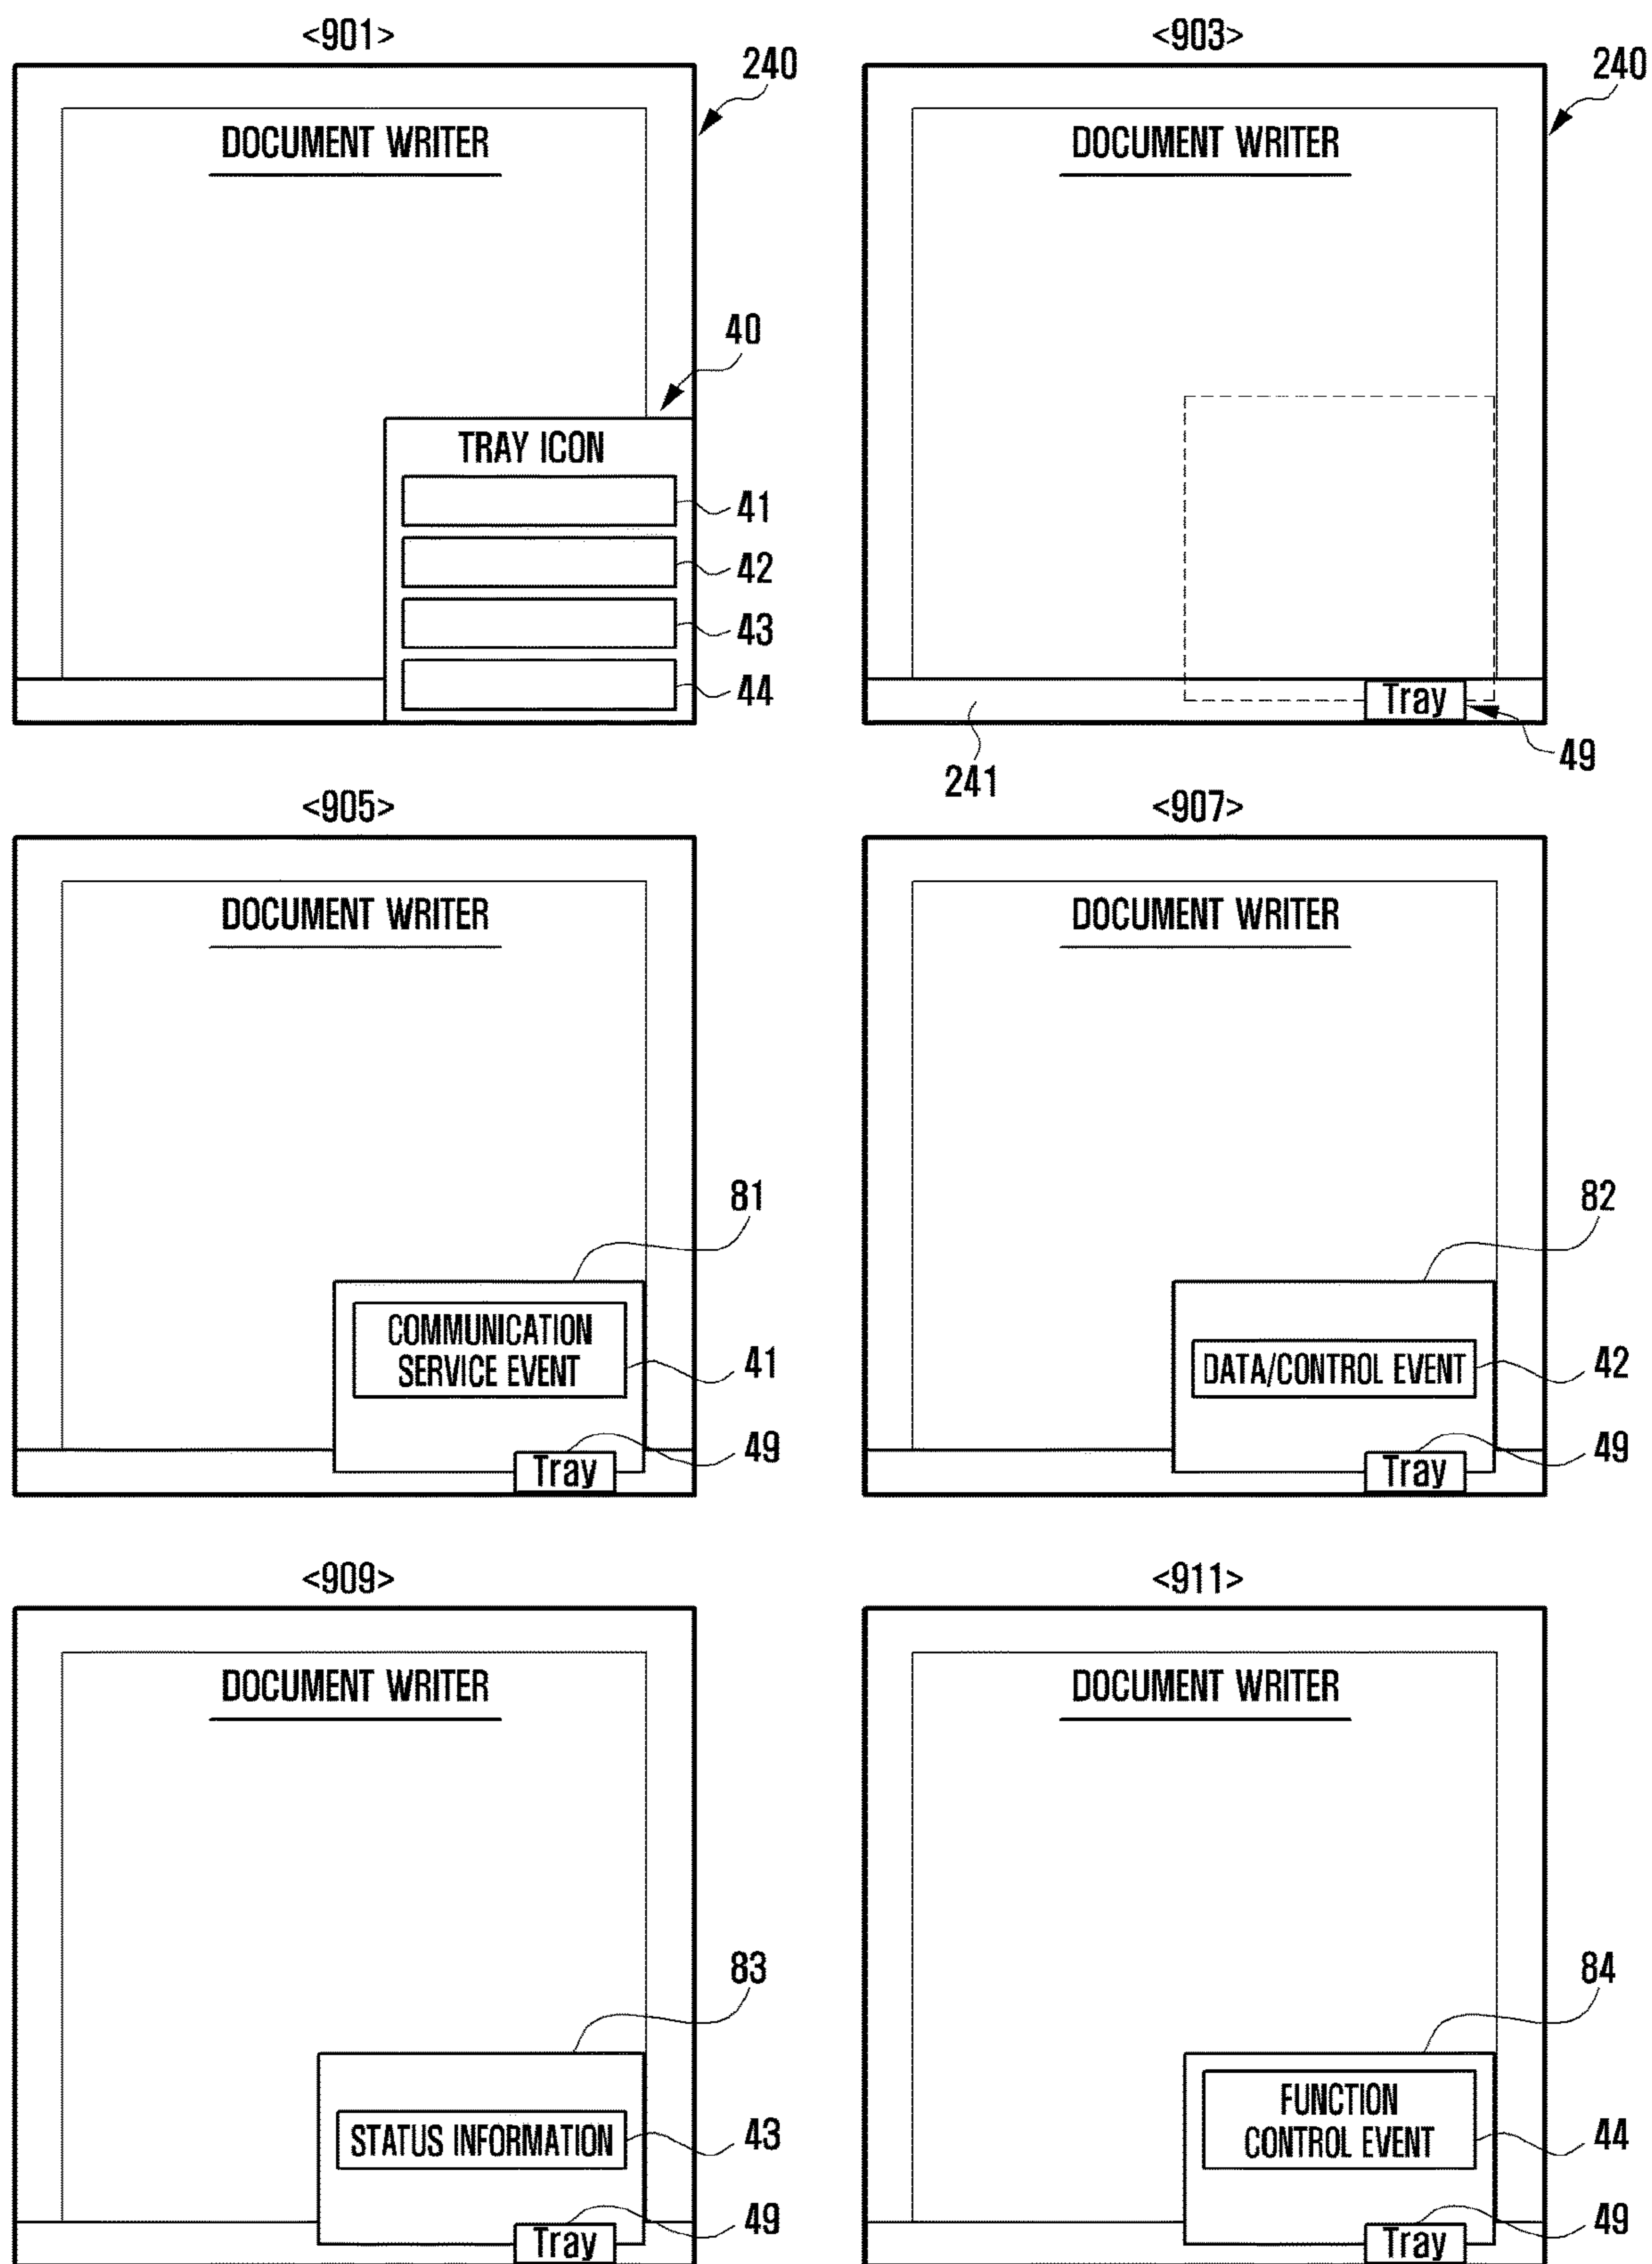 <901>
240
DOCUMENT WRITER
40
TRAY ICON
41
42
43
44
<903>
240
DOCUMENT WRITER
Tray
49
241
<905>
DOCUMENT WRITER
81
COMMUNICATION
SERVICE EVENT
41
49
Tray
<907>
DOCUMENT WRITER
82
DATA/CONTROL EVENT
42
49
Tray
<909>
DOCUMENT WRITER
83
STATUS INFORMATION
43
49
Tray
<911>
DOCUMENT WRITER
84
FUNCTION
CONTROL EVENT
44
49
Tray